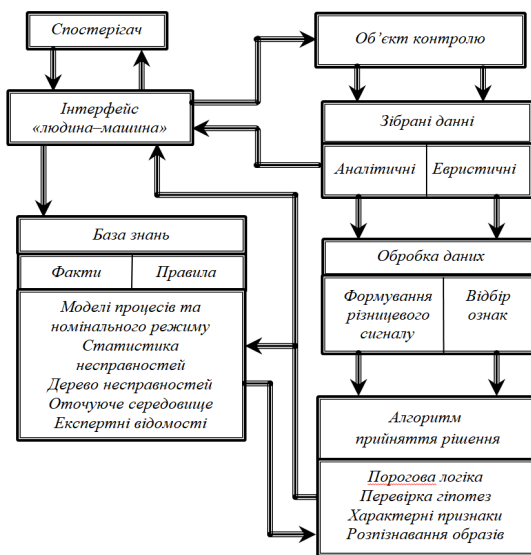 Спостерігач
Інтерфейс
«людина–машина»
База знань
Факти
Правила
Моделі процесів та
номінального режиму
Статистика
несправностей
Дерево несправностей
Оточуюче середовище
Експертні відомості
Об’єкт контролю
Зібрані данні
Аналітичні
Евристичні
Обробка даних
Формування
різницевого
сигналу
Відбір
ознак
Алгоритм
прийняття рішення
Порогова логіка
Перевірка гіпотез
Характерні признаки
Розпізнавання образів